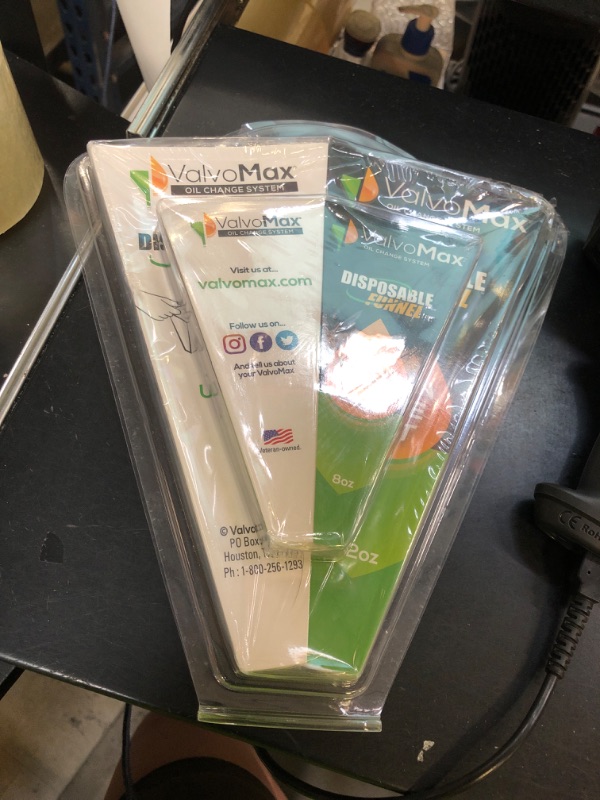 ValvoMax
OIL CHANGE SYSTEM
ValvoMax
ValvoMax
OIL CHANGE SYSTEM
Visit us at...
valvomax.com
Follow us on...
And tell us about
your ValvoMax
Veteran-owned.
ValvoMax
OIL CHANGE SYSTEM
DISPOSABLE
FUNNEL
8oz
© Valvo
PO Box
Houston,
Ph : 1-800-256-1293
2oz
CE